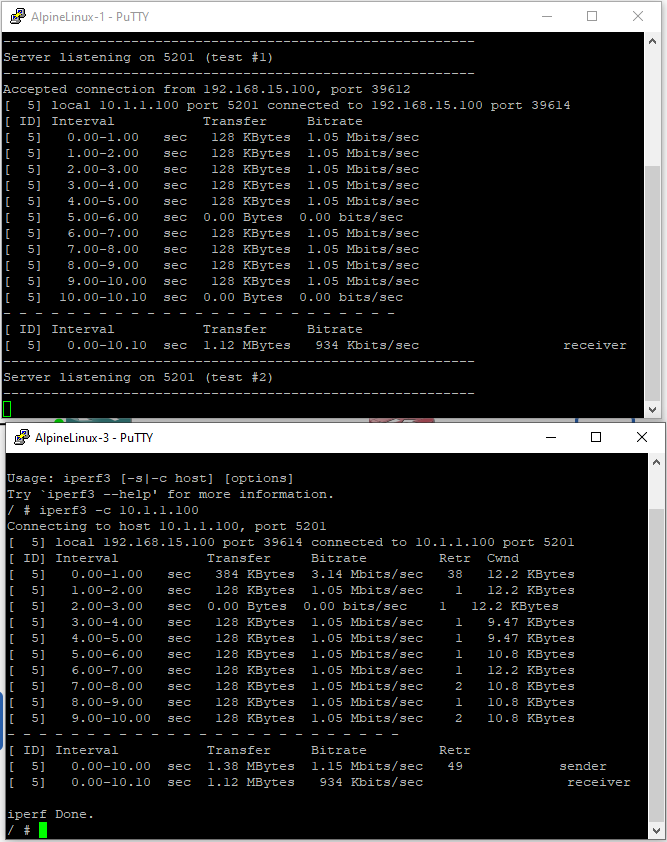 AlpineLinux-1 - PuTTY
------------------------------------------------------------
Server listening on 5201 (test #1)
------------------------------------------------------------
Accepted connection from 192.168.15.100, port 39612
[  5] local 10.1.1.100 port 5201 connected to 192.168.15.100 port 39614
[ ID] Interval           Transfer     Bitrate
[  5]   0.00-1.00   sec   128 KBytes  1.05 Mbits/sec
[  5]   1.00-2.00   sec   128 KBytes  1.05 Mbits/sec
[  5]   2.00-3.00   sec   128 KBytes  1.05 Mbits/sec
[  5]   3.00-4.00   sec   128 KBytes  1.05 Mbits/sec
[  5]   4.00-5.00   sec   128 KBytes  1.05 Mbits/sec
[  5]   5.00-6.00   sec  0.00 Bytes  0.00 bits/sec
[  5]   6.00-7.00   sec   128 KBytes  1.05 Mbits/sec
[  5]   7.00-8.00   sec   128 KBytes  1.05 Mbits/sec
[  5]   8.00-9.00   sec   128 KBytes  1.05 Mbits/sec
[  5]   9.00-10.00  sec   128 KBytes  1.05 Mbits/sec
[  5]  10.00-10.10  sec  0.00 Bytes  0.00 bits/sec
- - - - - - - - - - - - - - - - - - - - - - - - -
[ ID] Interval           Transfer     Bitrate
[  5]   0.00-10.10  sec  1.12 MBytes   934 Kbits/sec                  receiver
------------------------------------------------------------
Server listening on 5201 (test #2)
------------------------------------------------------------
AlpineLinux-3 - PuTTY
Usage: iperf3 [-s|-c host] [options]
Try `iperf3 --help' for more information.
/ # iperf3 -c 10.1.1.100
Connecting to host 10.1.1.100, port 5201
[  5] local 192.168.15.100 port 39614 connected to 10.1.1.100 port 5201
[ ID] Interval           Transfer     Bitrate         Retr  Cwnd
[  5]   0.00-1.00   sec   384 KBytes  3.14 Mbits/sec   38   12.2 KBytes
[  5]   1.00-2.00   sec   128 KBytes  1.05 Mbits/sec    1   12.2 KBytes
[  5]   2.00-3.00   sec  0.00 Bytes  0.00 bits/sec    1   12.2 KBytes
[  5]   3.00-4.00   sec   128 KBytes  1.05 Mbits/sec    1   9.47 KBytes
[  5]   4.00-5.00   sec   128 KBytes  1.05 Mbits/sec    1   9.47 KBytes
[  5]   5.00-6.00   sec   128 KBytes  1.05 Mbits/sec    1   10.8 KBytes
[  5]   6.00-7.00   sec   128 KBytes  1.05 Mbits/sec    1   12.2 KBytes
[  5]   7.00-8.00   sec   128 KBytes  1.05 Mbits/sec    2   10.8 KBytes
[  5]   8.00-9.00   sec   128 KBytes  1.05 Mbits/sec    1   10.8 KBytes
[  5]   9.00-10.00  sec   128 KBytes  1.05 Mbits/sec    2   10.8 KBytes
- - - - - - - - - - - - - - - - - - - - - - - - -
[ ID] Interval           Transfer     Bitrate         Retr
[  5]   0.00-10.00  sec  1.38 MBytes  1.15 Mbits/sec   49             sender
[  5]   0.00-10.10  sec  1.12 MBytes   934 Kbits/sec                  receiver
iperf Done.
/ #